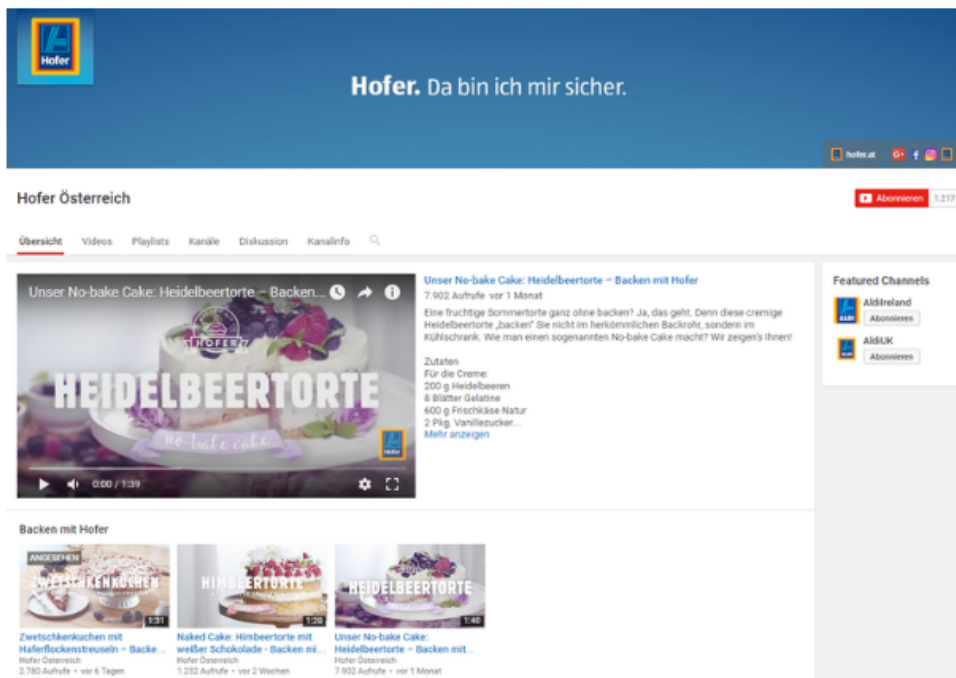 Hofer
Hofer. Da bin ich mir sicher.
hofer.at
Hofer Österreich
Abonnieren 1.217
Übersicht Videos Playlists Kanäle Diskussion Kanalinfo
Unser No-bake Cake: Heidelbeertorte – Backen...
HOFER
HEIDELBEERTORTE
No-bake cake
Hofer
0:00 / 1:39
Unser No-bake Cake: Heidelbeertorte – Backen mit Hofer
7.902 Aufrufe vor 1 Monat
Eine fruchtige Sommertorte ganz ohne backen? Ja, das geht. Denn diese cremige
Heidelbeertorte „backen" Sie nicht im herkömmlichen Backrohr, sondern im
Kühlschrank. Wie man einen sogenannten No-bake Cake macht? Wir zeigen's Ihnen!
Zutaten
Für die Creme:
200 g Heidelbeeren
8 Blätter Gelatine
600 g Frischkäse Natur
2 Pkg. Vanillezucker...
Mehr anzeigen
Featured Channels
AldiIreland
Abonnieren
AldiUK
Abonnieren
Backen mit Hofer
ANGESEHEN
ZWETSCHKENKUCHEN
1:31
Zwetschkenkuchen mit
Haferflockenstreuseln – Backe...
Hofer Österreich
2.780 Aufrufe • vor 6 Tagen
HIMBEERTORTE
1:20
Naked Cake: Himbeertorte mit
weißer Schokolade - Backen mi...
Hofer Österreich
1.232 Aufrufe • vor 2 Wochen
HEIDELBEERTORTE
1:40
Unser No-bake Cake:
Heidelbeertorte – Backen mit...
Hofer Österreich
7.902 Aufrufe • vor 1 Monat